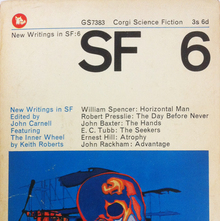 GS7383 Corgi Science Fiction 3s 6d
New Writings in SF:6
SF 6
New Writings in SF
Edited by
John Carnell
Featuring
The Inner Wheel
by Keith Roberts
William Spencer: Horizontal Man
Robert Presslie: The Day Before Never
John Baxter: The Hands
E. C. Tubb: The Seekers
Ernest Hill: Atrophy
John Rackham: Advantage